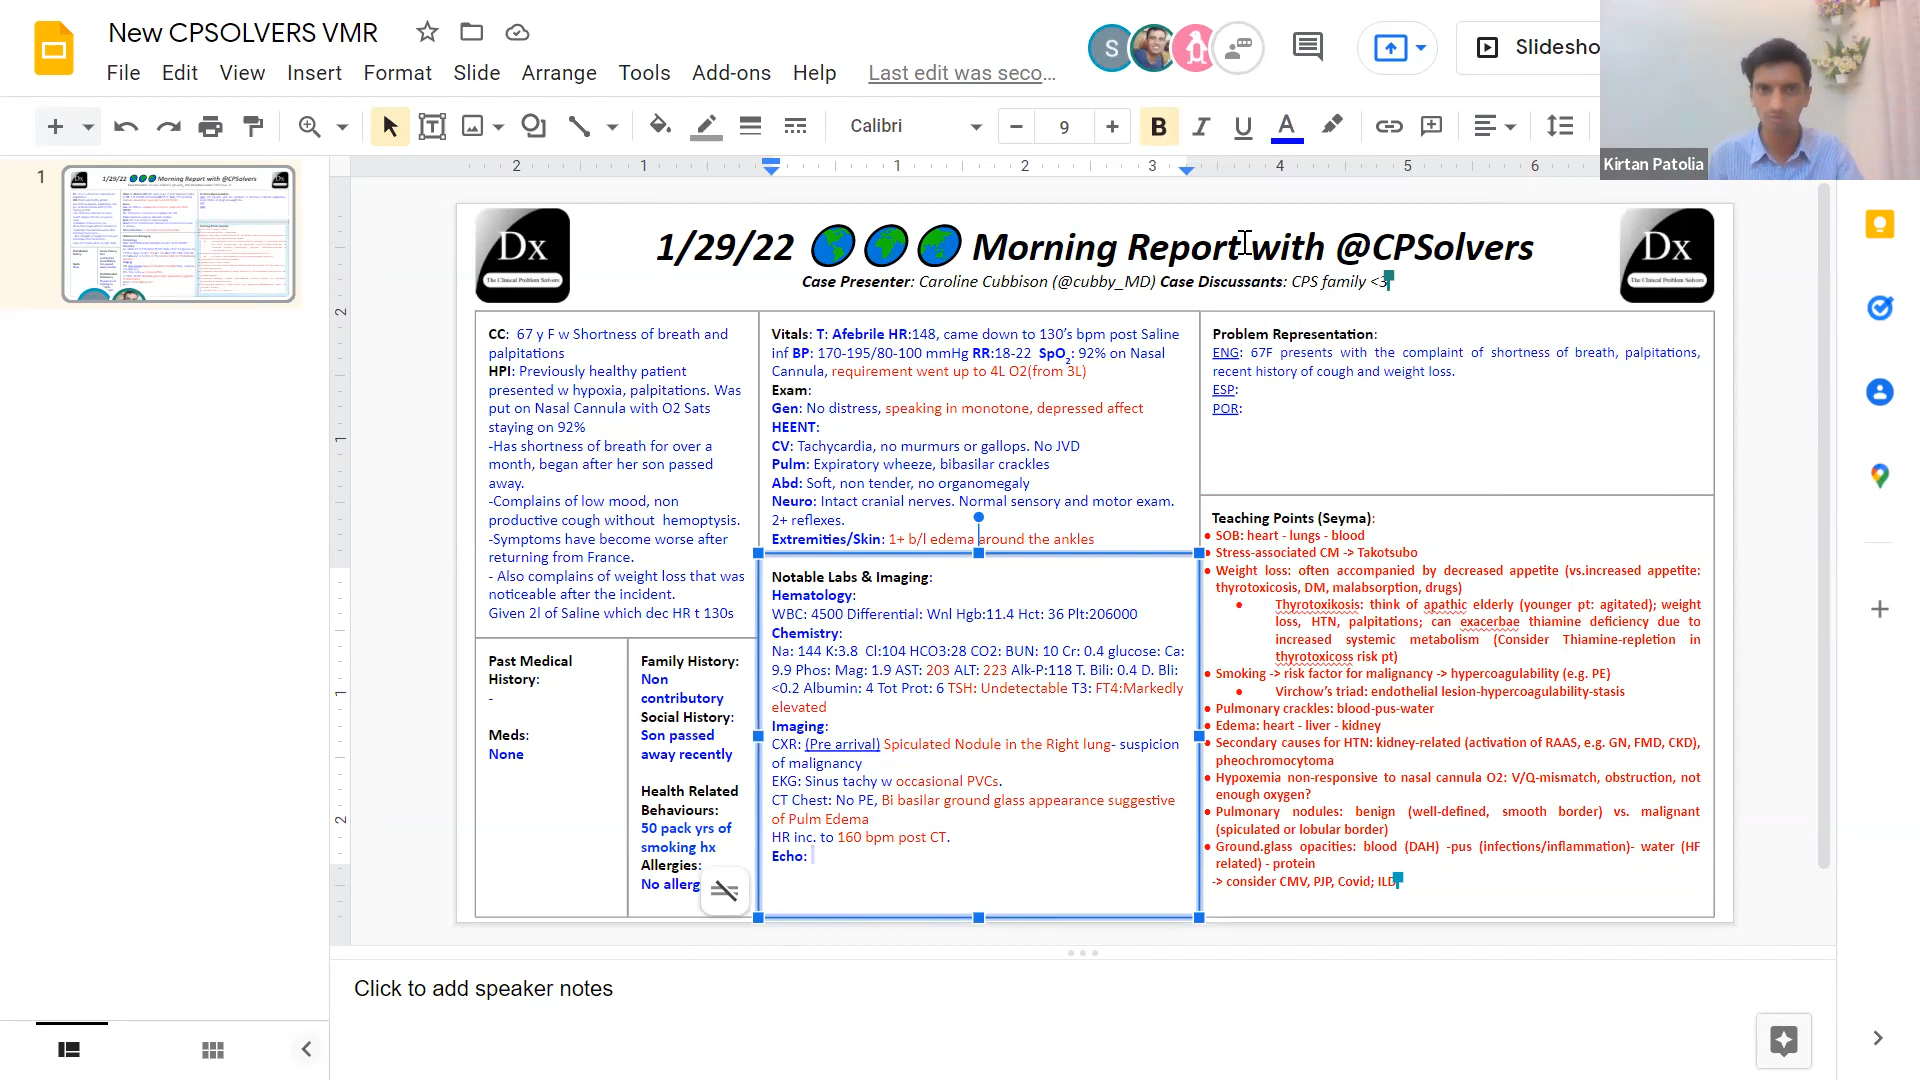 New CPSOLVERS VMR
File Edit View Insert Format Slide Arrange Tools Add-ons Help Last edit was seco...
S
Slidesho
Calibri
9
B I U A
Kirtan Patolia
2 1 1 2 3 4 5 6
1
1/29/22 Morning Report with @CPSolvers
Case Presenter: Caroline Cubbison (@cubby_MD) Case Discussants: CPS family <3
Dx
The Clinical Problem Solvers
Dx
The Clinical Problem Solvers
CC: 67 y F w Shortness of breath and
palpitations
HPI: Previously healthy patient
presented w hypoxia, palpitations. Was
put on Nasal Cannula with O2 Sats
staying on 92%
-Has shortness of breath for over a
month, began after her son passed
away.
-Complains of low mood, non
productive cough without hemoptysis.
-Symptoms have become worse after
returning from France.
- Also complains of weight loss that was
noticeable after the incident.
Given 2l of Saline which dec HR t 130s
Past Medical
History:
-
Meds:
None
Family History:
Non
contributory
Social History:
Son passed
away recently
Health Related
Behaviours:
50 pack yrs of
smoking hx
Allergies:
No allerg
Vitals: T: Afebrile HR:148, came down to 130's bpm post Saline
inf BP: 170-195/80-100 mmHg RR:18-22 SpO2: 92% on Nasal
Cannula, requirement went up to 4L O2(from 3L)
Exam:
Gen: No distress, speaking in monotone, depressed affect
HEENT:
CV: Tachycardia, no murmurs or gallops. No JVD
Pulm: Expiratory wheeze, bibasilar crackles
Abd: Soft, non tender, no organomegaly
Neuro: Intact cranial nerves. Normal sensory and motor exam.
2+ reflexes.
Extremities/Skin: 1+ b/l edema around the ankles
Notable Labs & Imaging:
Hematology:
WBC: 4500 Differential: Wnl Hgb:11.4 Hct: 36 Plt:206000
Chemistry:
Na: 144 K:3.8 Cl:104 HCO3:28 CO2: BUN: 10 Cr: 0.4 glucose: Ca:
9.9 Phos: Mag: 1.9 AST: 203 ALT: 223 Alk-P:118 T. Bili: 0.4 D. Bli:
<0.2 Albumin: 4 Tot Prot: 6 TSH: Undetectable T3: FT4:Markedly
elevated
Imaging:
CXR: (Pre arrival) Spiculated Nodule in the Right lung- suspicion
of malignancy
EKG: Sinus tachy w occasional PVCs.
CT Chest: No PE, Bi basilar ground glass appearance suggestive
of Pulm Edema
HR inc. to 160 bpm post CT.
Echo:
Problem Representation:
ENG: 67F presents with the complaint of shortness of breath, palpitations,
recent history of cough and weight loss.
ESP:
POR:
Teaching Points (Seyma):
• SOB: heart - lungs - blood
• Stress-associated CM -> Takotsubo
• Weight loss: often accompanied by decreased appetite (vs.increased appetite:
thyrotoxicosis, DM, malabsorption, drugs)
• Thyrotoxikosis: think of apathic elderly (younger pt: agitated); weight
loss, HTN, palpitations; can exacerbae thiamine deficiency due to
increased systemic metabolism (Consider Thiamine-repletion in
thyrotoxicoss risk pt)
• Smoking -> risk factor for malignancy -> hypercoagulability (e.g. PE)
• Virchow's triad: endothelial lesion-hypercoagulability-stasis
• Pulmonary crackles: blood-pus-water
• Edema: heart - liver - kidney
• Secondary causes for HTN: kidney-related (activation of RAAS, e.g. GN, FMD, CKD),
pheochromocytoma
• Hypoxemia non-responsive to nasal cannula O2: V/Q-mismatch, obstruction, not
enough oxygen?
• Pulmonary nodules: benign (well-defined, smooth border) vs. malignant
(spiculated or lobular border)
• Ground.glass opacities: blood (DAH) -pus (infections/inflammation)- water (HF
related) - protein
-> consider CMV, PJP, Covid; ILD
Click to add speaker notes